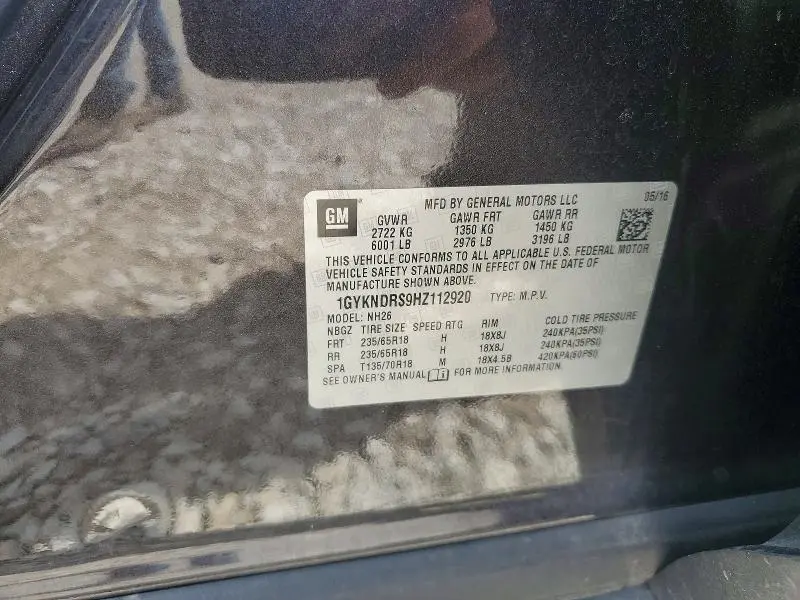 GM
MFD BY GENERAL MOTORS LLC 05/16
GVWR GAWR FRT GAWR RR
2722 KG 1350 KG 1450 KG
6001 LB 2976 LB 3196 LB
THIS VEHICLE CONFORMS TO ALL APPLICABLE U.S. FEDERAL MOTOR
VEHICLE SAFETY STANDARDS IN EFFECT ON THE DATE OF
MANUFACTURE SHOWN ABOVE.
1GYKNDRS9HZ112920 TYPE: M.P.V.
MODEL: NH26
NBGZ TIRE SIZE SPEED RTG RIM COLD TIRE PRESSURE
FRT 235/65R18 H 18X8J 240KPA(35PSI)
RR 235/65R18 H 18X8J 240KPA(35PSI)
SPA T135/70R18 M 18X4.5B 420KPA(60PSI)
SEE OWNER'S MANUAL i FOR MORE INFORMATION.